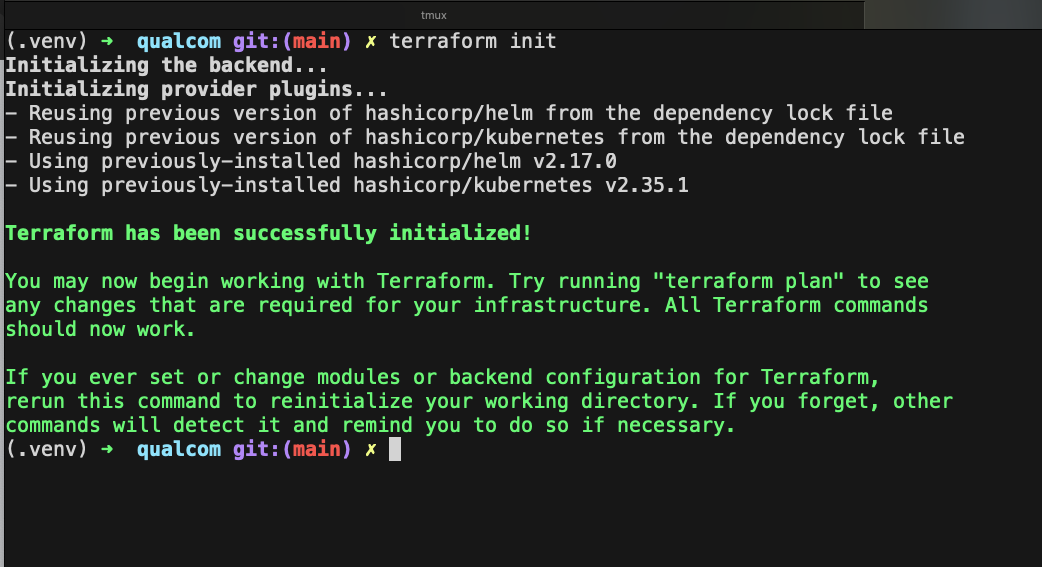 tmux
(.venv) ➜  qualcom git:(main) ✗ terraform init
Initializing the backend...
Initializing provider plugins...
- Reusing previous version of hashicorp/helm from the dependency lock file
- Reusing previous version of hashicorp/kubernetes from the dependency lock file
- Using previously-installed hashicorp/helm v2.17.0
- Using previously-installed hashicorp/kubernetes v2.35.1
Terraform has been successfully initialized!
You may now begin working with Terraform. Try running "terraform plan" to see
any changes that are required for your infrastructure. All Terraform commands
should now work.
If you ever set or change modules or backend configuration for Terraform,
rerun this command to reinitialize your working directory. If you forget, other
commands will detect it and remind you to do so if necessary.
(.venv) ➜  qualcom git:(main) ✗